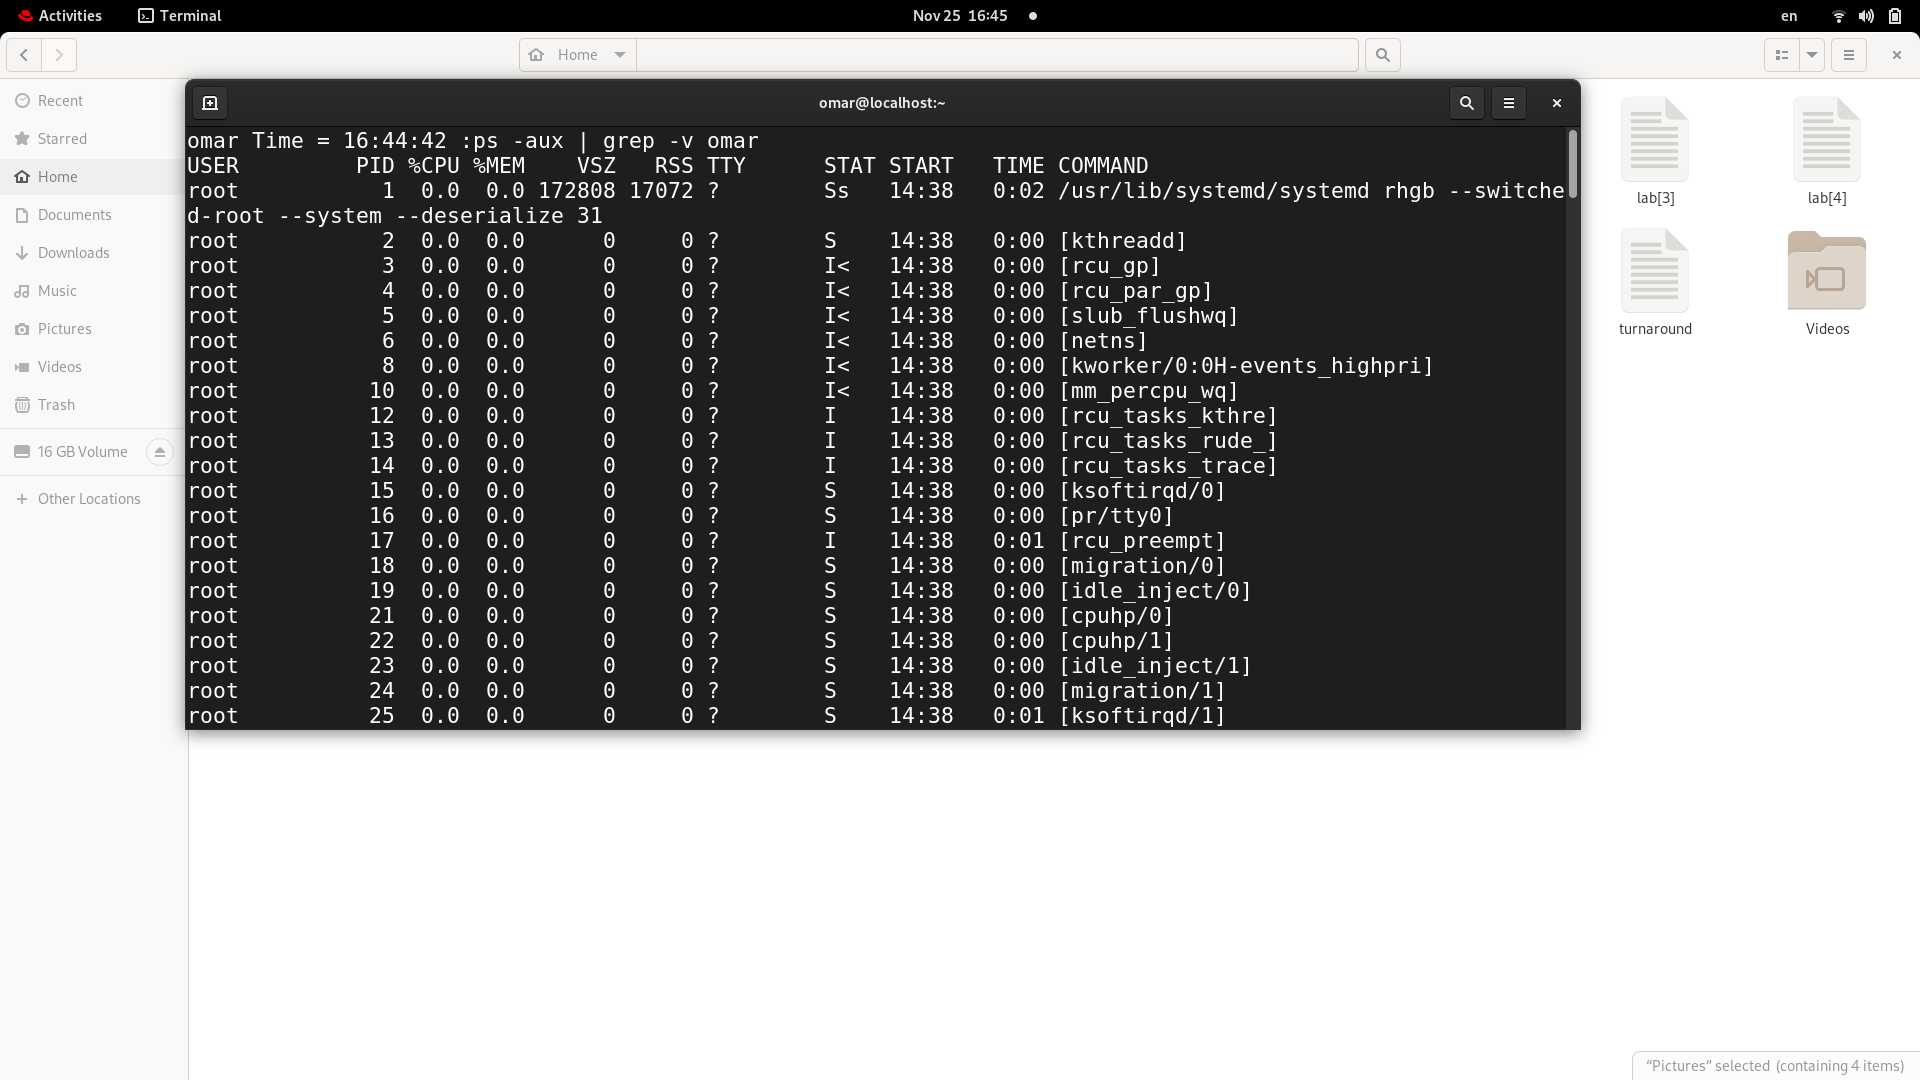 Activities Terminal Nov 25 16:45 en
Home
Recent
Starred
Home
Documents
Downloads
Music
Pictures
Videos
Trash
16 GB Volume
Other Locations
omar@localhost:~
omar Time = 16:44:42 :ps -aux | grep -v omar
USER         PID %CPU %MEM    VSZ   RSS TTY      STAT START   TIME COMMAND
root           1  0.0  0.0 172808 17072 ?        Ss   14:38   0:02 /usr/lib/systemd/systemd rhgb --switche
d-root --system --deserialize 31
root           2  0.0  0.0      0     0 ?        S    14:38   0:00 [kthreadd]
root           3  0.0  0.0      0     0 ?        I<   14:38   0:00 [rcu_gp]
root           4  0.0  0.0      0     0 ?        I<   14:38   0:00 [rcu_par_gp]
root           5  0.0  0.0      0     0 ?        I<   14:38   0:00 [slub_flushwq]
root           6  0.0  0.0      0     0 ?        I<   14:38   0:00 [netns]
root           8  0.0  0.0      0     0 ?        I<   14:38   0:00 [kworker/0:0H-events_highpri]
root          10  0.0  0.0      0     0 ?        I<   14:38   0:00 [mm_percpu_wq]
root          12  0.0  0.0      0     0 ?        I    14:38   0:00 [rcu_tasks_kthre]
root          13  0.0  0.0      0     0 ?        I    14:38   0:00 [rcu_tasks_rude_]
root          14  0.0  0.0      0     0 ?        I    14:38   0:00 [rcu_tasks_trace]
root          15  0.0  0.0      0     0 ?        S    14:38   0:00 [ksoftirqd/0]
root          16  0.0  0.0      0     0 ?        S    14:38   0:00 [pr/tty0]
root          17  0.0  0.0      0     0 ?        I    14:38   0:01 [rcu_preempt]
root          18  0.0  0.0      0     0 ?        S    14:38   0:00 [migration/0]
root          19  0.0  0.0      0     0 ?        S    14:38   0:00 [idle_inject/0]
root          21  0.0  0.0      0     0 ?        S    14:38   0:00 [cpuhp/0]
root          22  0.0  0.0      0     0 ?        S    14:38   0:00 [cpuhp/1]
root          23  0.0  0.0      0     0 ?        S    14:38   0:00 [idle_inject/1]
root          24  0.0  0.0      0     0 ?        S    14:38   0:00 [migration/1]
root          25  0.0  0.0      0     0 ?        S    14:38   0:01 [ksoftirqd/1]
lab[3] lab[4]
turnaround Videos
“Pictures” selected (containing 4 items)